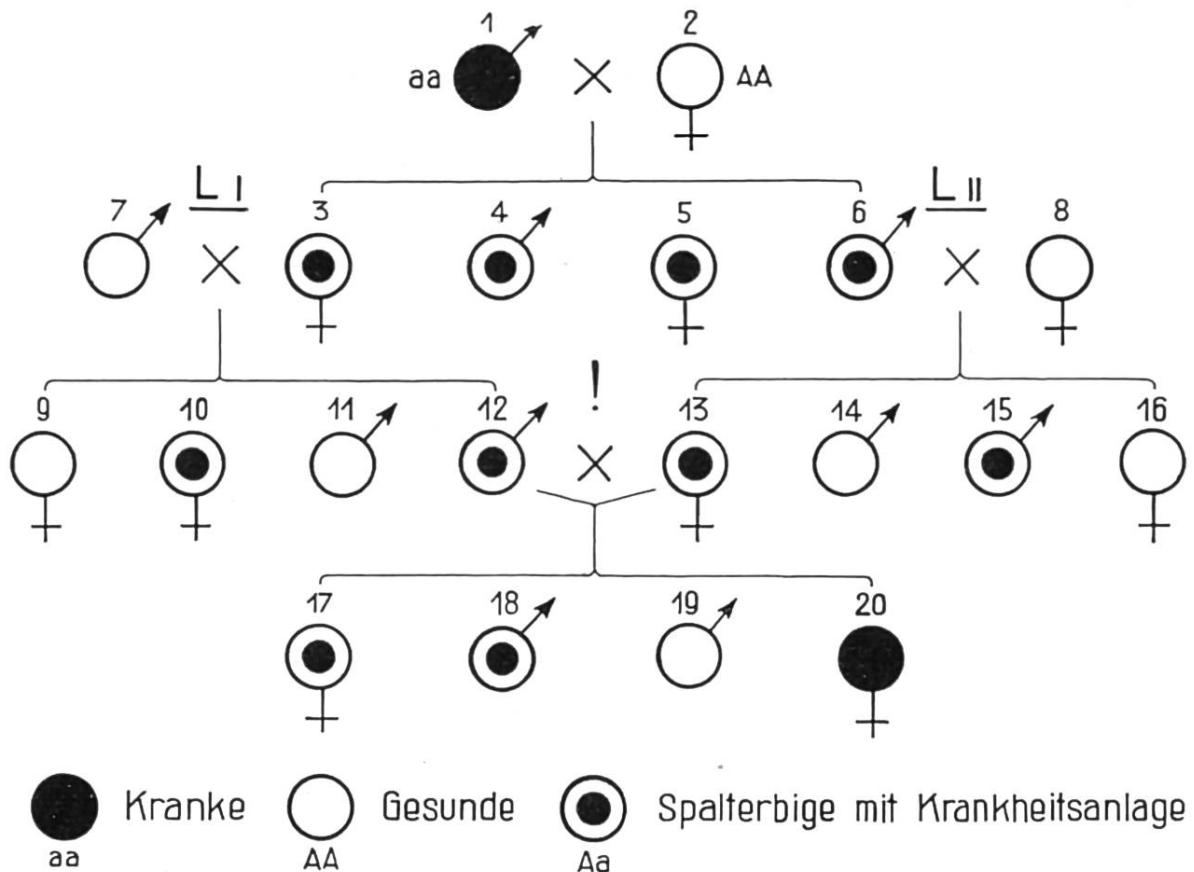 1 2
aa AA
L I L II
7 3 4 5 6 8
!
9 10 11 12 13 14 15 16
17 18 19 20
Kranke Gesunde Spalterbige mit Krankheitsanlage
aa AA Aa